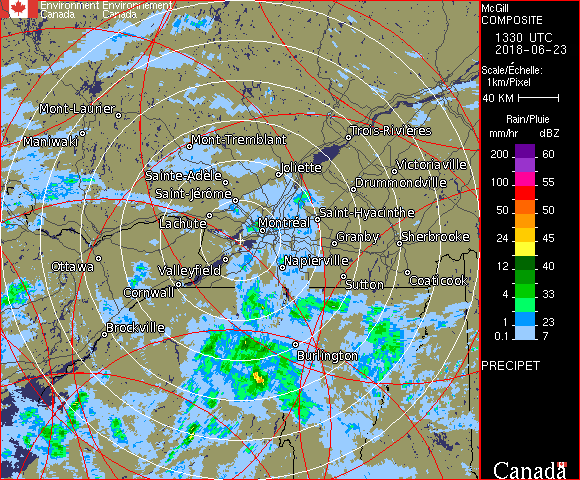 Environment Environnement
Canada Canada
McGill
COMPOSITE
1330 UTC
2018-06-23
Scale/Échelle:
1km/Pixel
40 KM
Rain/Pluie
mm/hr dBZ
200 60
150 57
100 55
50 50
24 45
12 40
4 33
1 23
0.1 7
PRECIPET
Canada
Mont-Laurier
Maniwaki
Mont-Tremblant
Trois-Rivières
Joliette
Victoriaville
Sainte-Adèle
Drummondville
Saint-Jérôme
Saint-Hyacinthe
Lachute
Montréal
Granby
Sherbrooke
Ottawa
Valleyfield
Napierville
Sutton
Coaticook
Cornwall
Brockville
Burlington